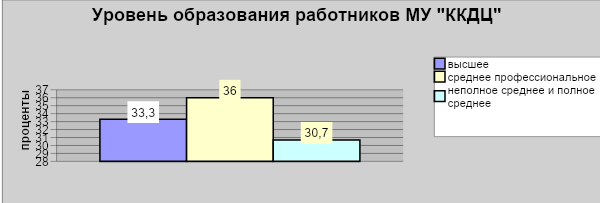 Уровень образования работников МУ "ККДЦ"
проценты
37
36
35
34
33
32
31
30
29
28
33,3
36
30,7
высшее
среднее профессиональное
неполное среднее и полное
среднее